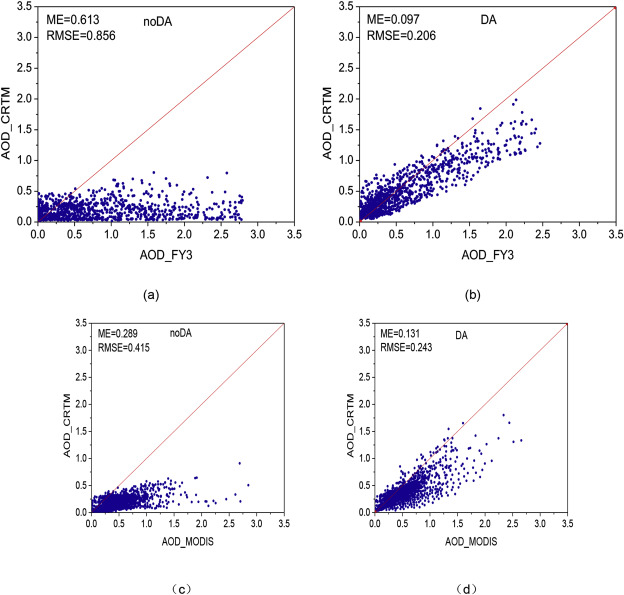 ME=0.613
RMSE=0.856
noDA
3.5
3.0
2.5
2.0
1.5
1.0
0.5
0.0
AOD_CRTM
0.0 0.5 1.0 1.5 2.0 2.5 3.0 3.5
AOD_FY3
(a)
ME=0.097
RMSE=0.206
DA
3.5
3.0
2.5
2.0
1.5
1.0
0.5
0.0
AOD_CRTM
0.0 0.5 1.0 1.5 2.0 2.5 3.0 3.5
AOD_FY3
(b)
ME=0.289
RMSE=0.415
noDA
3.5
3.0
2.5
2.0
1.5
1.0
0.5
0.0
AOD_CRTM
0.0 0.5 1.0 1.5 2.0 2.5 3.0 3.5
AOD_MODIS
（c）
ME=0.131
RMSE=0.243
DA
3.5
3.0
2.5
2.0
1.5
1.0
0.5
0.0
AOD_CRTM
0.0 0.5 1.0 1.5 2.0 2.5 3.0 3.5
AOD_MODIS
（d）